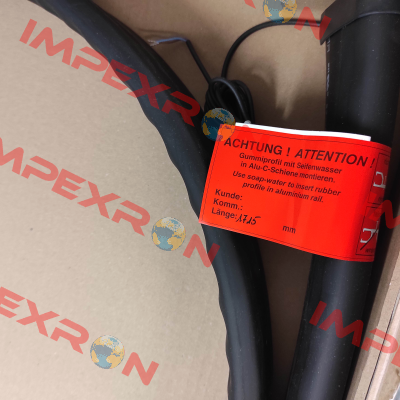 IMPEXRON
ACHTUNG ! ATTENTION !
Gummiprofil mit Seifenwasser
in Alu-C-Schiene montieren.
Use soap-water to insert rubber
profile in aluminium rail.
Kunde:
Komm.:
Länge: 1715 mm
IMPEXRON
IMPEXRON
IMPEXRON